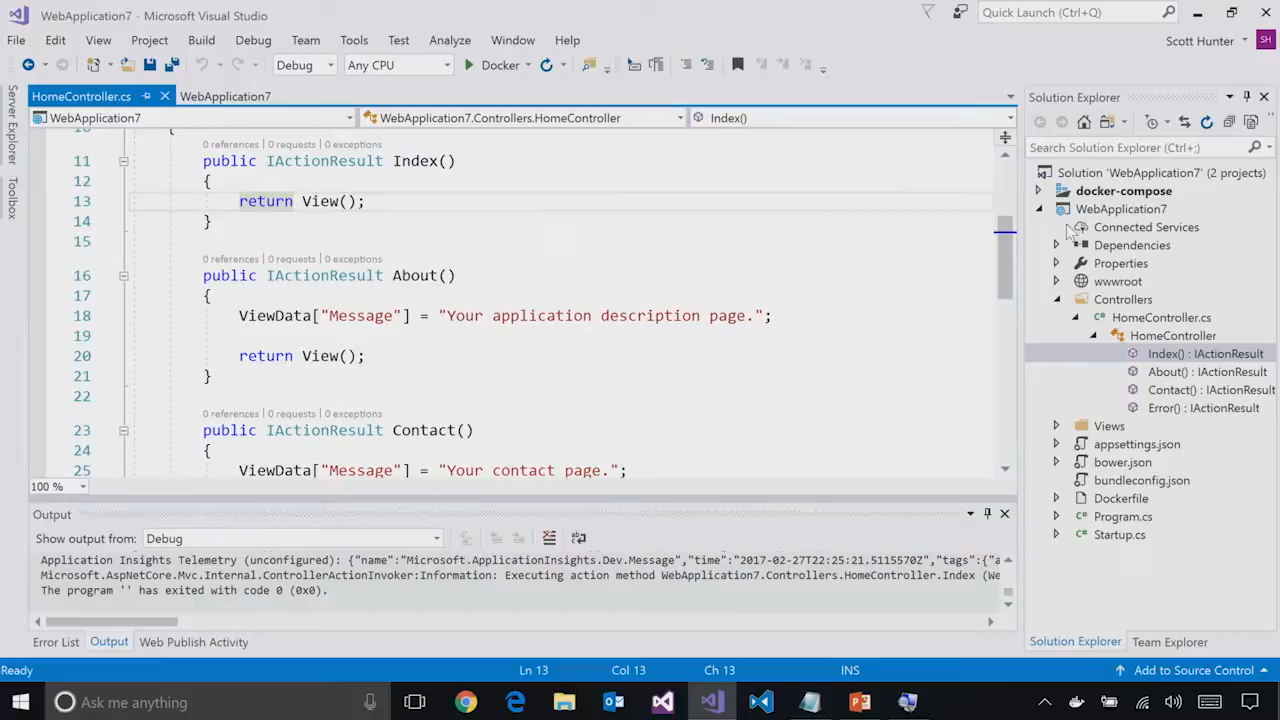 WebApplication7 - Microsoft Visual Studio
Quick Launch (Ctrl+Q)
File Edit View Project Build Debug Team Tools Test Analyze Window Help
Scott Hunter SH
Debug Any CPU Docker
HomeController.cs WebApplication7
WebApplication7 WebApplication7.Controllers.HomeController Index()
Server Explorer
Toolbox
0 references | 0 requests | 0 exceptions
11 public IActionResult Index()
12 {
13 return View();
14 }
15
0 references | 0 requests | 0 exceptions
16 public IActionResult About()
17 {
18 ViewData["Message"] = "Your application description page.";
19
20 return View();
21 }
22
0 references | 0 requests | 0 exceptions
23 public IActionResult Contact()
24 {
25 ViewData["Message"] = "Your contact page.";
100 %
Output
Show output from: Debug
Application Insights Telemetry (unconfigured): {"name":"Microsoft.ApplicationInsights.Dev.Message","time":"2017-02-27T22:25:21.5115570Z","tags":{"a
Microsoft.AspNetCore.Mvc.Internal.ControllerActionInvoker:Information: Executing action method WebApplication7.Controllers.HomeController.Index (We
The program '' has exited with code 0 (0x0).
Error List Output Web Publish Activity
Solution Explorer
Search Solution Explorer (Ctrl+;)
Solution 'WebApplication7' (2 projects)
docker-compose
WebApplication7
Connected Services
Dependencies
Properties
wwwroot
Controllers
C# HomeController.cs
HomeController
Index() : IActionResult
About() : IActionResult
Contact() : IActionResult
Error() : IActionResult
Views
appsettings.json
bower.json
bundleconfig.json
Dockerfile
C# Program.cs
C# Startup.cs
Solution Explorer Team Explorer
Ready Ln 13 Col 13 Ch 13 INS Add to Source Control
Ask me anything